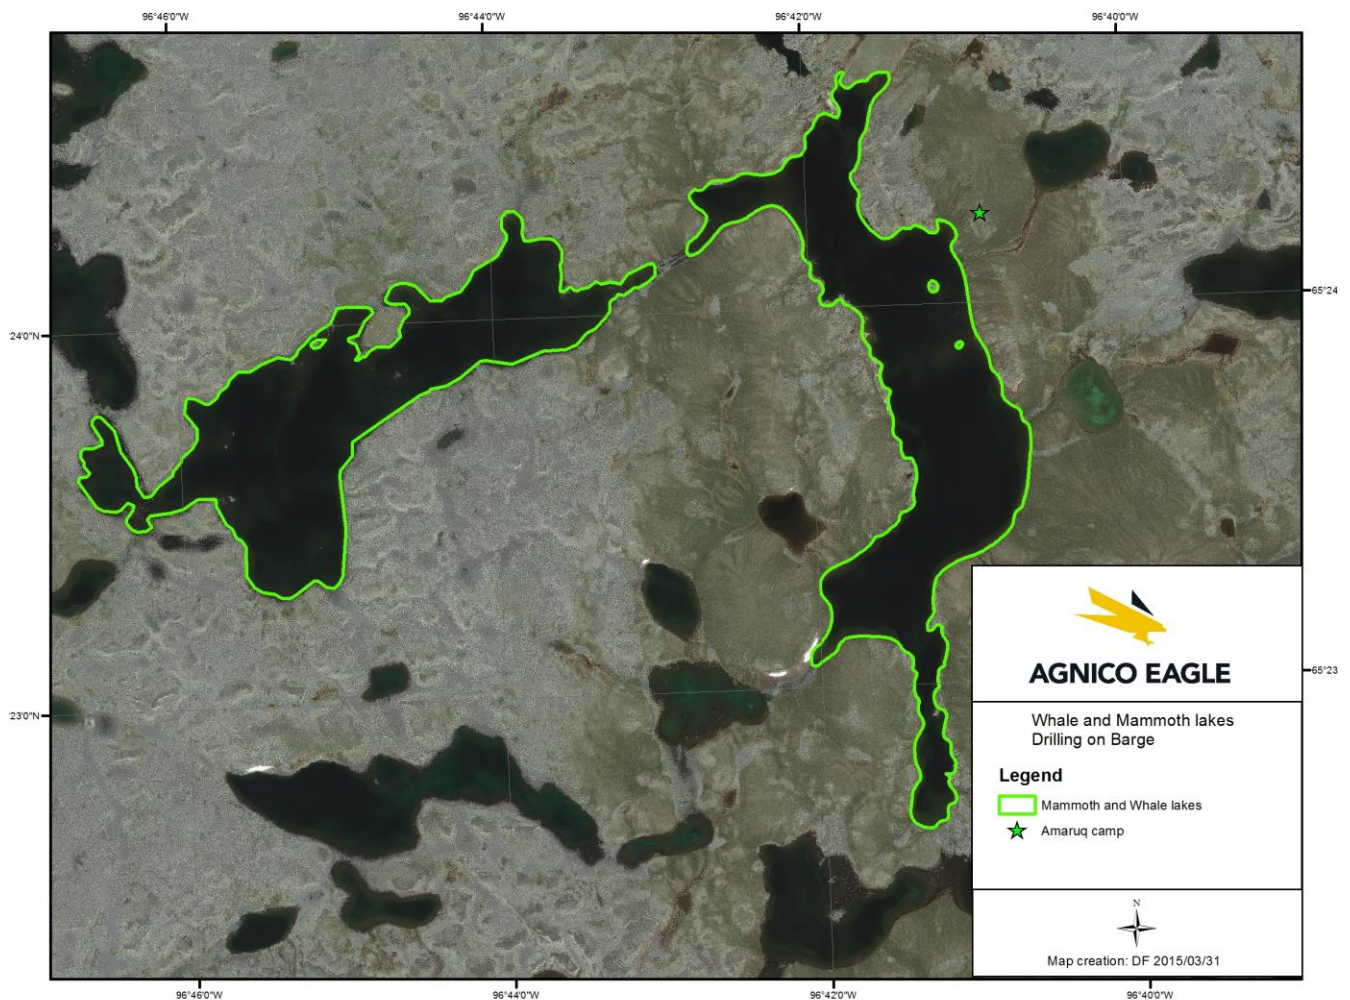 96°46'0"W 96°44'0"W 96°42'0"W 96°40'0"W
65°24
24'0"N
65°23
23'0"N
AGNICO EAGLE
Whale and Mammoth lakes
Drilling on Barge
Legend
Mammoth and Whale lakes
Amaruq camp
N
Map creation: DF 2015/03/31
96°46'0"W 96°44'0"W 96°42'0"W 96°40'0"W